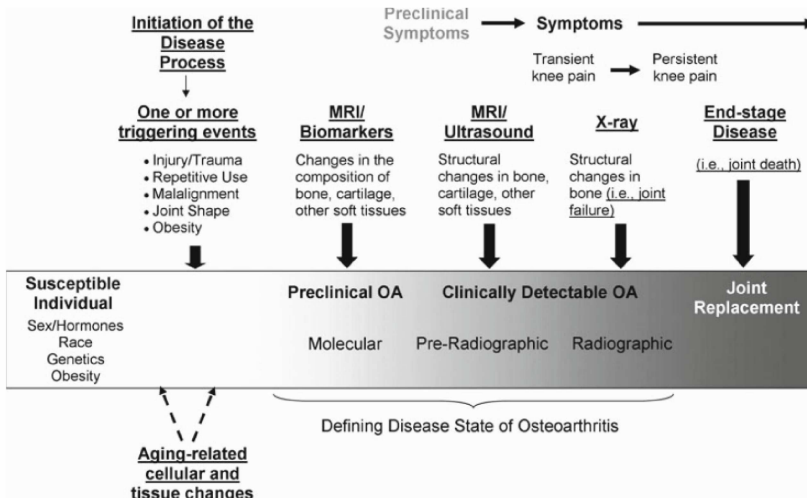 Initiation of the
Disease
Process
Preclinical
Symptoms
Symptoms
Transient
knee pain
Persistent
knee pain
One or more
triggering events
• Injury/Trauma
• Repetitive Use
• Malalignment
• Joint Shape
• Obesity
MRI/
Biomarkers
Changes in the
composition of
bone, cartilage,
other soft tissues
MRI/
Ultrasound
Structural
changes in bone,
cartilage, other
soft tissues
X-ray
Structural
changes in
bone (i.e., joint
failure)
End-stage
Disease
(i.e., joint death)
Susceptible
Individual
Sex/Hormones
Race
Genetics
Obesity
Preclinical OA
Molecular
Clinically Detectable OA
Pre-Radiographic
Radiographic
Joint
Replacement
Defining Disease State of Osteoarthritis
Aging-related
cellular and
tissue changes